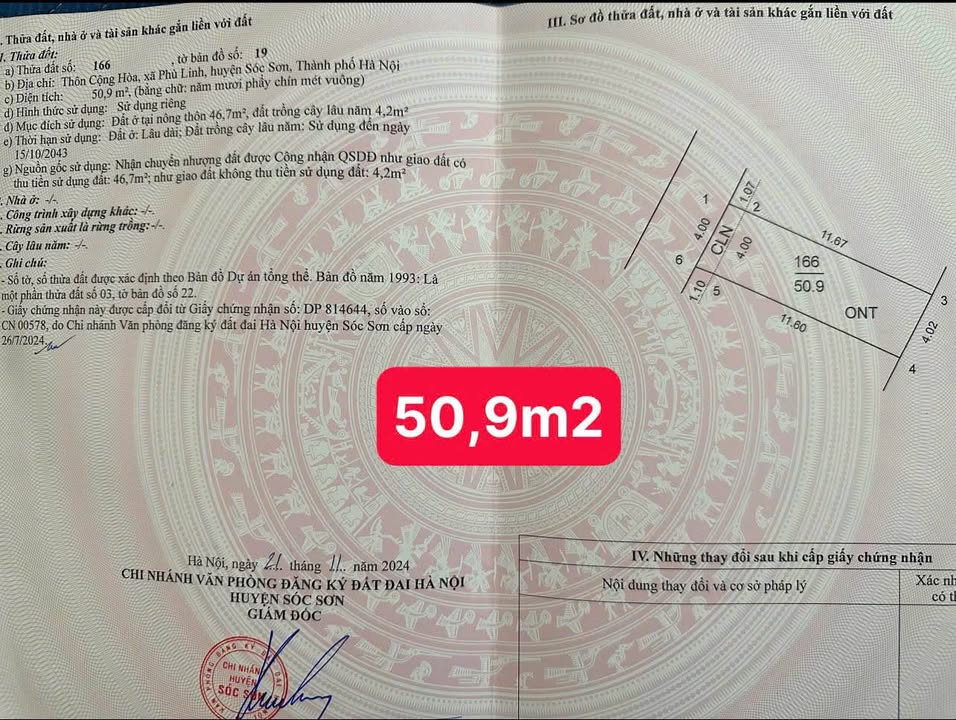 . Thửa đất, nhà ở và tài sản khác gắn liền với đất
1. Thửa đất:
a) Thửa đất số: 166 , tờ bản đồ số: 19
b) Địa chỉ: Thôn Cộng Hòa, xã Phù Linh, huyện Sóc Sơn, Thành phố Hà Nội
c) Diện tích: 50,9 m², (bằng chữ: năm mươi phẩy chín mét vuông)
d) Hình thức sử dụng: Sử dụng riêng
đ) Mục đích sử dụng: Đất ở tại nông thôn 46,7m², đất trồng cây lâu năm 4,2m²
e) Thời hạn sử dụng: Đất ở: Lâu dài; Đất trồng cây lâu năm: Sử dụng đến ngày
15/10/2043
g) Nguồn gốc sử dụng: Nhận chuyển nhượng đất được Công nhận QSDĐ như giao đất có
thu tiền sử dụng đất: 46,7m²; như giao đất không thu tiền sử dụng đất: 4,2m²
. Nhà ở: -/-.
. Công trình xây dựng khác: -/-.
. Rừng sản xuất là rừng trồng:-/-.
. Cây lâu năm: -/-.
. Ghi chú:
- Số tờ, số thửa đất được xác định theo Bản đồ Dự án tổng thể. Bản đồ năm 1993: Là
một phần thửa đất số 03, tờ bản đồ số 22.
- Giấy chứng nhận này được cấp đổi từ Giấy chứng nhận số: DP 814644, số vào sổ:
CN 00578, do Chi nhánh Văn phòng đăng ký đất đai Hà Nội huyện Sóc Sơn cấp ngày
26/7/2024.
Hà Nội, ngày 21 tháng 11 năm 2024
CHI NHÁNH VĂN PHÒNG ĐĂNG KÝ ĐẤT ĐAI HÀ NỘI
HUYỆN SÓC SƠN
GIÁM ĐỐC
CHI NHÁNH
HUYỆN
SÓC SƠN
III. Sơ đồ thửa đất, nhà ở và tài sản khác gắn liền với đất
1
1.07
2
4.00
CLN
4.00
11.67
6
166
50.9
3
1.10
5
11.60
ONT
4.02
4
50,9m2
IV. Những thay đổi sau khi cấp giấy chứng nhận
Nội dung thay đổi và cơ sở pháp lý
Xác nh
có th